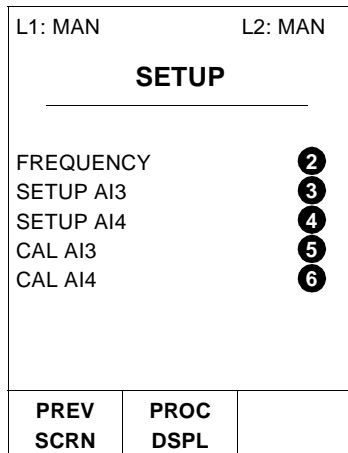 L1: MAN L2: MAN
SETUP
FREQUENCY 2
SETUP AI3 3
SETUP AI4 4
CAL AI3 5
CAL AI4 6
PREV PROC
SCRN DSPL